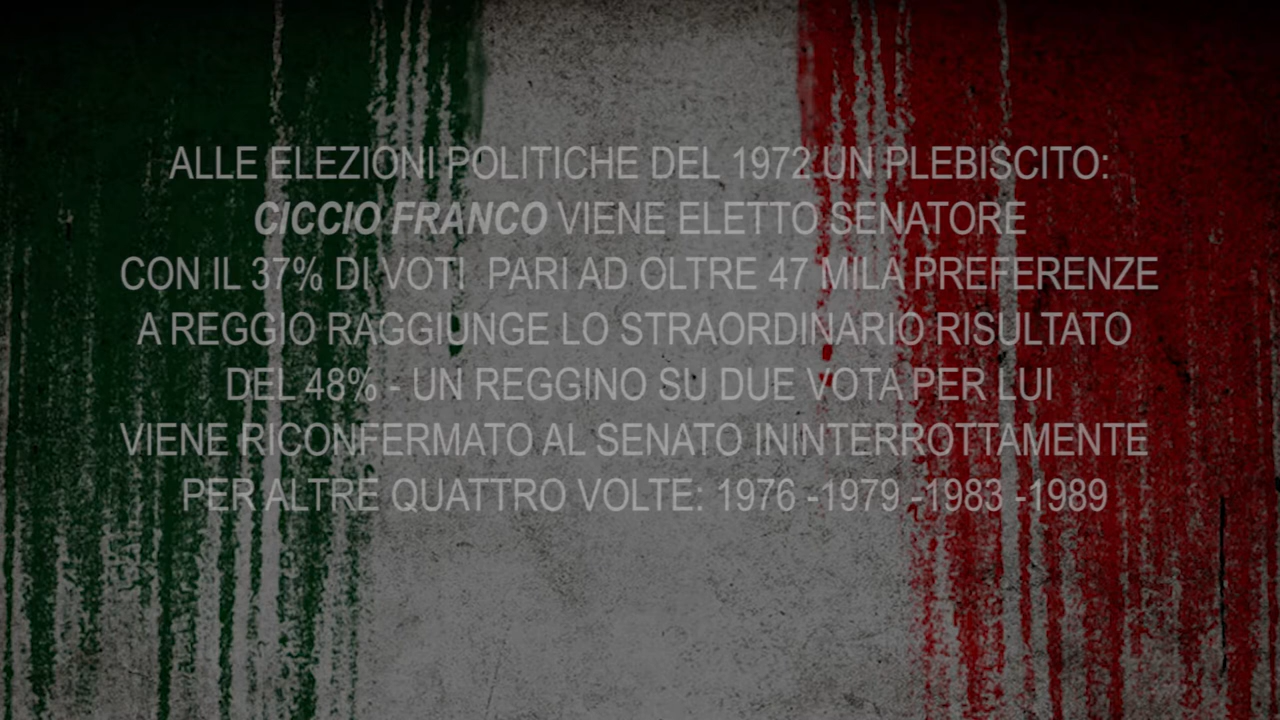 ALLE ELEZIONI POLITICHE DEL 1972 UN PLEBISCITO:
CICCIO FRANCO VIENE ELETTO SENATORE
CON IL 37% DI VOTI  PARI AD OLTRE 47 MILA PREFERENZE
A REGGIO RAGGIUNGE LO STRAORDINARIO RISULTATO
DEL 48% - UN REGGINO SU DUE VOTA PER LUI
VIENE RICONFERMATO AL SENATO ININTERROTTAMENTE
PER ALTRE QUATTRO VOLTE: 1976 -1979 -1983 -1989